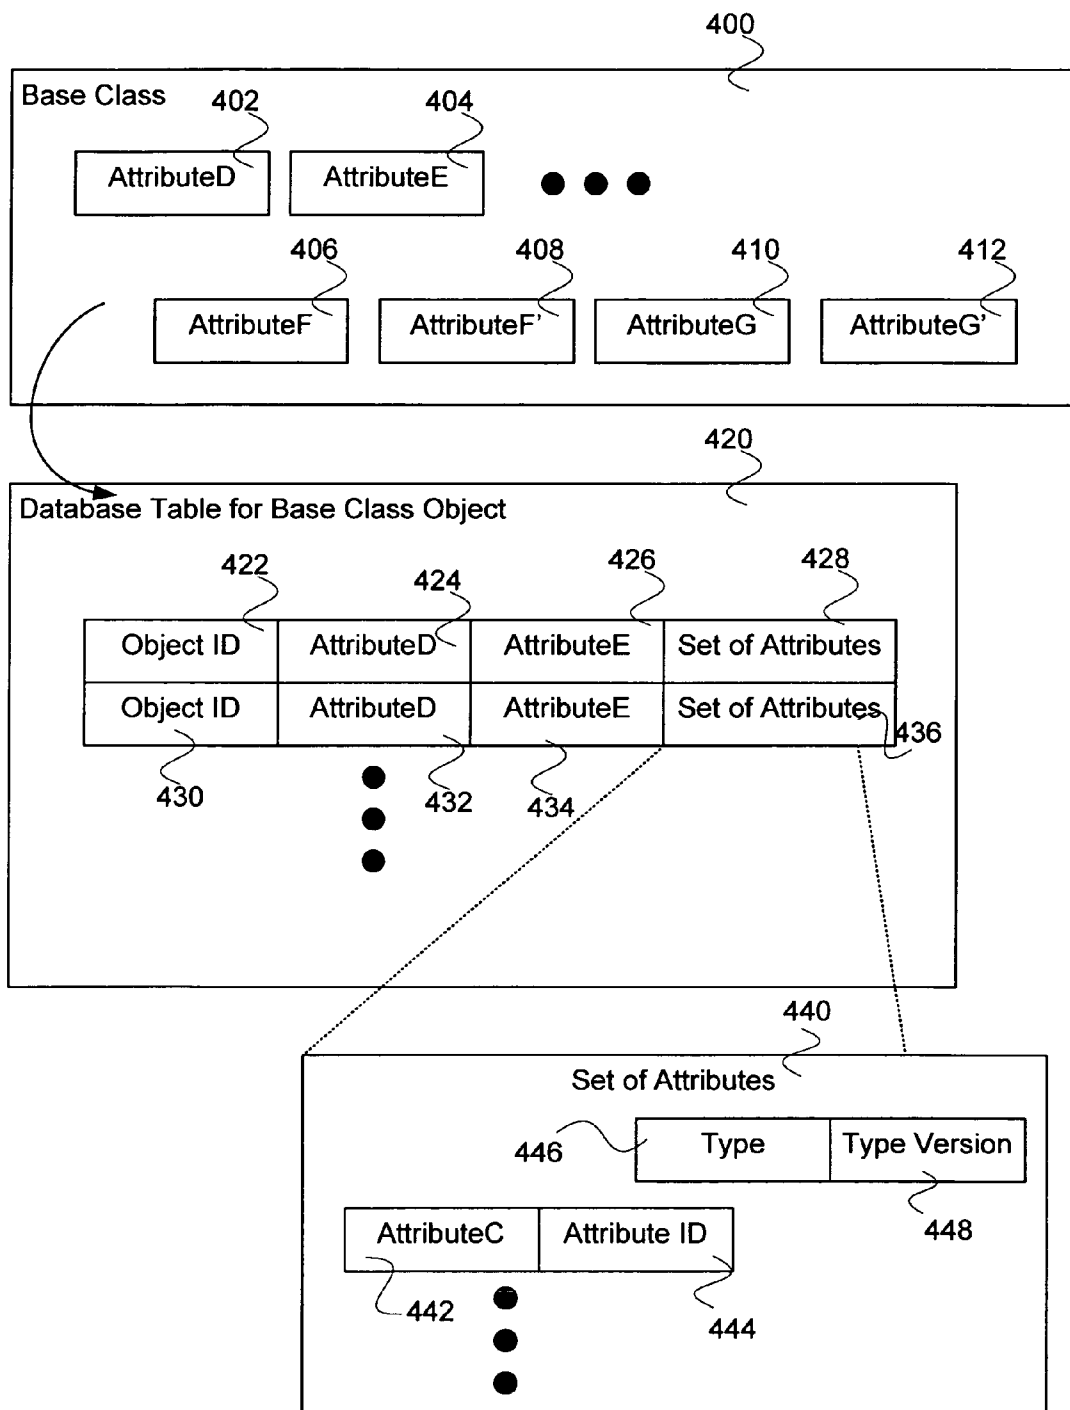 400
Base Class
402
404
AttributeD
AttributeE
406
408
410
412
AttributeF
AttributeF'
AttributeG
AttributeG'
420
Database Table for Base Class Object
422
424
426
428
Object ID
AttributeD
AttributeE
Set of Attributes
Object ID
AttributeD
AttributeE
Set of Attributes
436
430
432
434
440
Set of Attributes
446
Type
Type Version
448
AttributeC
Attribute ID
442
444